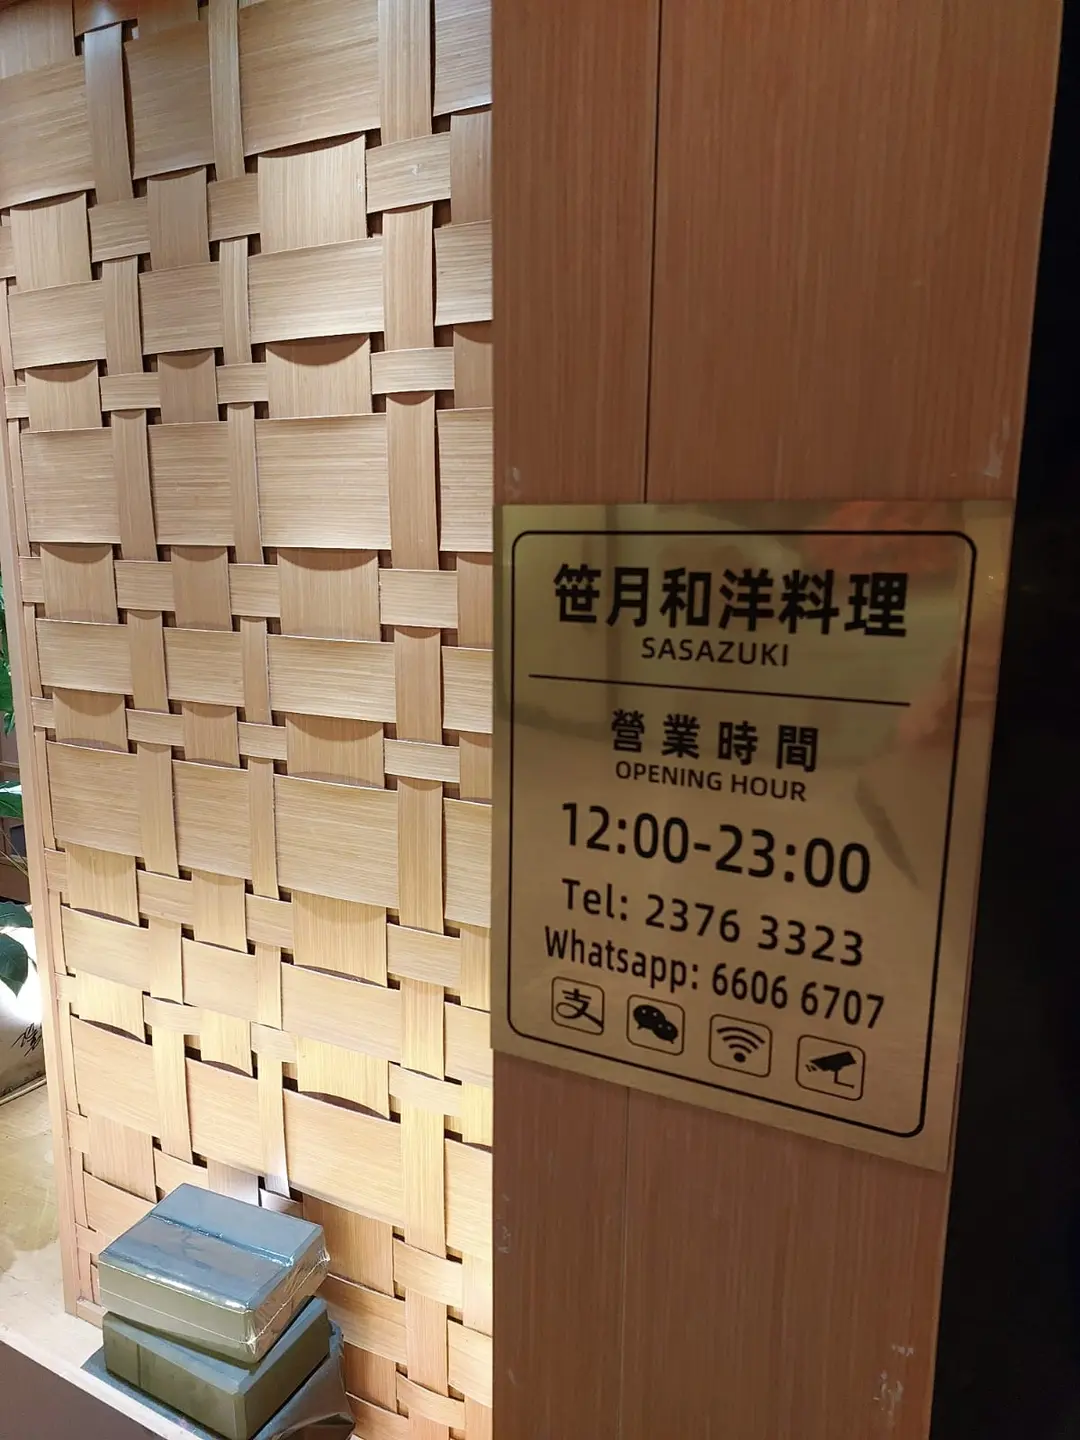 笹月和洋料理
SASAZUKI
營業時間
OPENING HOUR
12:00-23:00
Tel: 2376 3323
Whatsapp: 6606 6707
支